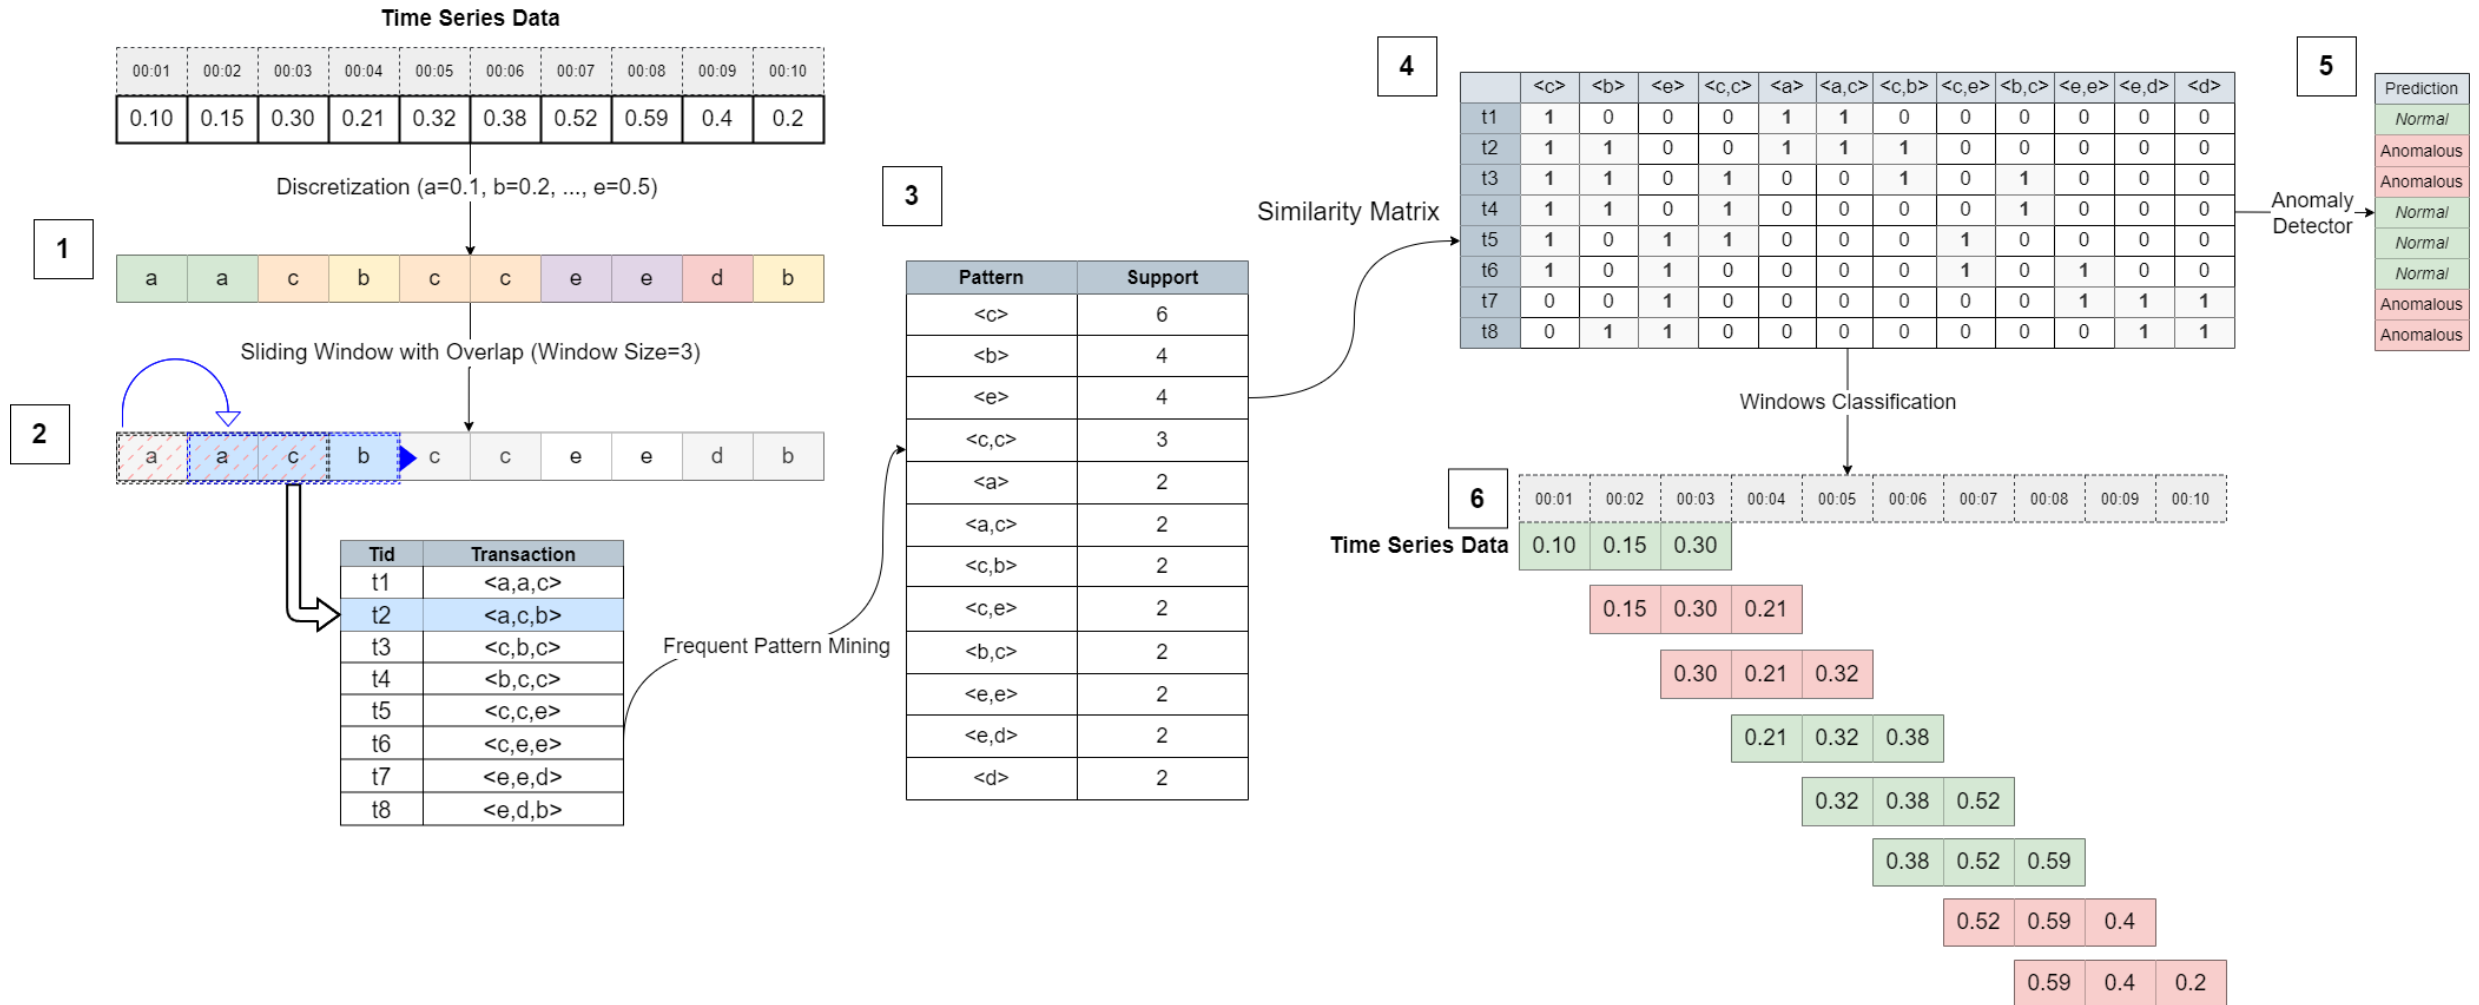 Time Series Data
00:01 00:02 00:03 00:04 00:05 00:06 00:07 00:08 00:09 00:10
0.10 0.15 0.30 0.21 0.32 0.38 0.52 0.59 0.4 0.2
Discretization (a=0.1, b=0.2, ..., e=0.5)
1
a a c b c c e e d b
Sliding Window with Overlap (Window Size=3)
2
a a c b c c e e d b
Tid Transaction
t1 <a,a,c>
t2 <a,c,b>
t3 <c,b,c>
t4 <b,c,c>
t5 <c,c,e>
t6 <c,e,e>
t7 <e,e,d>
t8 <e,d,b>
Frequent Pattern Mining
3
Pattern Support
<c> 6
<b> 4
<e> 4
<c,c> 3
<a> 2
<a,c> 2
<c,b> 2
<c,e> 2
<b,c> 2
<e,e> 2
<e,d> 2
<d> 2
Similarity Matrix
4
<c> <b> <e> <c,c> <a> <a,c> <c,b> <c,e> <b,c> <e,e> <e,d> <d>
t1 1 0 0 0 1 1 0 0 0 0 0 0
t2 1 1 0 0 1 1 1 0 0 0 0 0
t3 1 1 0 1 0 0 1 0 1 0 0 0
t4 1 1 0 1 0 0 0 0 1 0 0 0
t5 1 0 1 1 0 0 0 1 0 0 0 0
t6 1 0 1 0 0 0 0 1 0 1 0 0
t7 0 0 1 0 0 0 0 0 0 1 1 1
t8 0 1 1 0 0 0 0 0 0 0 1 1
Anomaly
Detector
5
Prediction
Normal
Anomalous
Anomalous
Normal
Normal
Normal
Anomalous
Anomalous
Windows Classification
6
00:01 00:02 00:03 00:04 00:05 00:06 00:07 00:08 00:09 00:10
Time Series Data
0.10 0.15 0.30
0.15 0.30 0.21
0.30 0.21 0.32
0.21 0.32 0.38
0.32 0.38 0.52
0.38 0.52 0.59
0.52 0.59 0.4
0.59 0.4 0.2